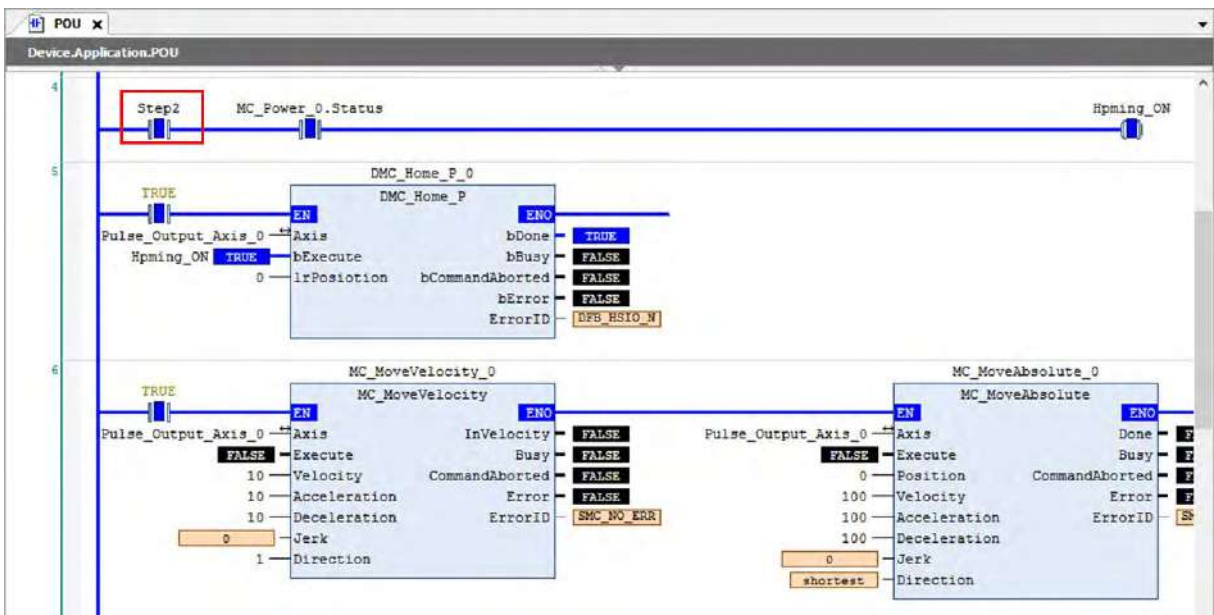 POU
Device.Application.POU
4
Step2 MC_Power_0.Status Hpming_ON
5
DMC_Home_P_0
TRUE DMC_Home_P
EN ENO
Pulse_Output_Axis_0 Axis bDone TRUE
Hpming_ON TRUE bExecute bBusy FALSE
0 lrPosiotion bCommandAborted FALSE
bError FALSE
ErrorID DFB_HSIO_N
6
MC_MoveVelocity_0 MC_MoveAbsolute_0
TRUE MC_MoveVelocity MC_MoveAbsolute
EN ENO EN ENO
Pulse_Output_Axis_0 Axis InVelocity FALSE Pulse_Output_Axis_0 Axis Done F
FALSE Execute Busy FALSE FALSE Execute Busy F
10 Velocity CommandAborted FALSE 0 Position CommandAborted F
10 Acceleration Error FALSE 100 Velocity Error F
10 Deceleration ErrorID SMC_NO_ERR 100 Acceleration ErrorID SM
0 Jerk 100 Deceleration
1 Direction 0 Jerk
shortest Direction